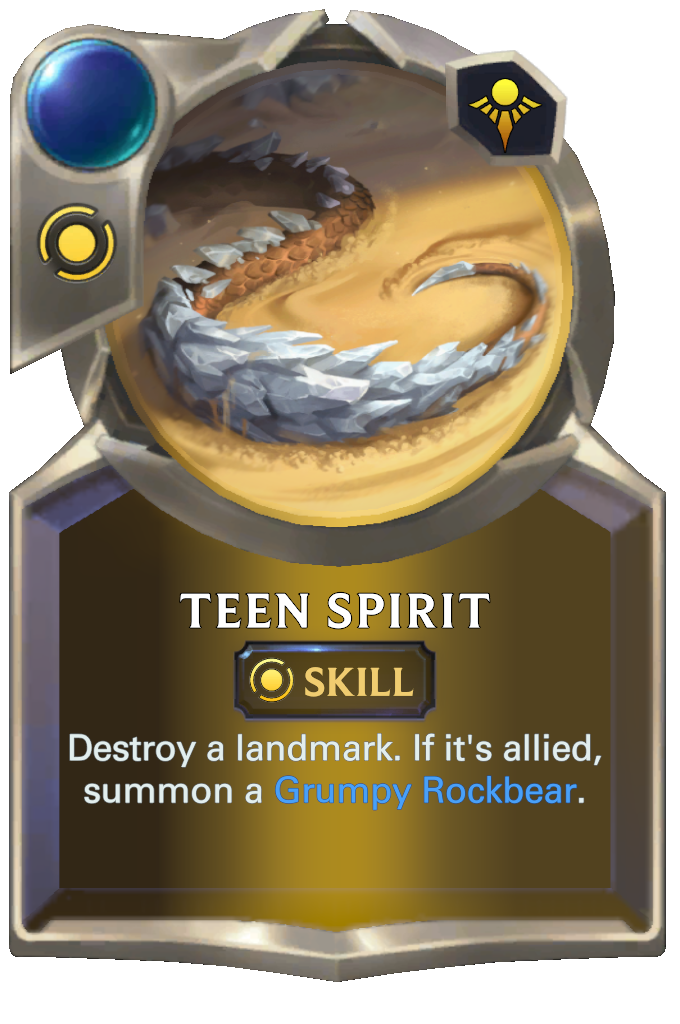 TEEN SPIRIT
SKILL
Destroy a landmark. If it's allied,
summon a Grumpy Rockbear.